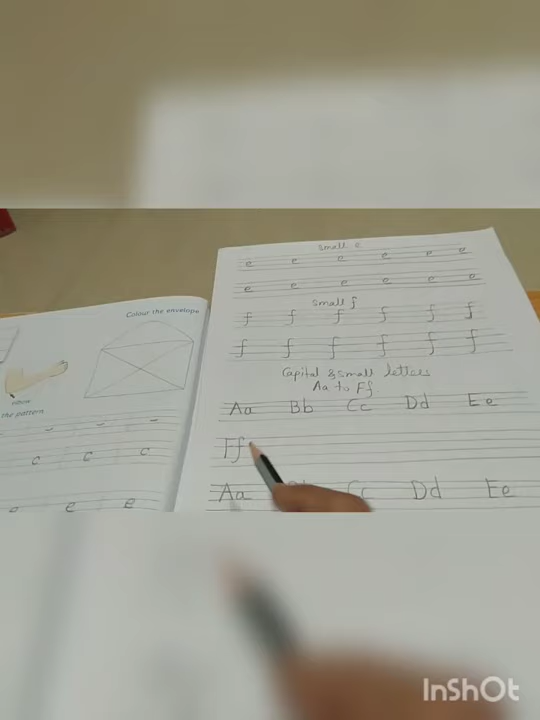 Colour the envelope
the pattern
c c c
e e e
Small e
e e e e e e
e e e e e e
Small f
f f f f f f
f f f f f f
Capital & Small letters
Aa to Ff
Aa Bb Cc Dd Ee
Ff
Aa Cc Dd Ee
InShOt